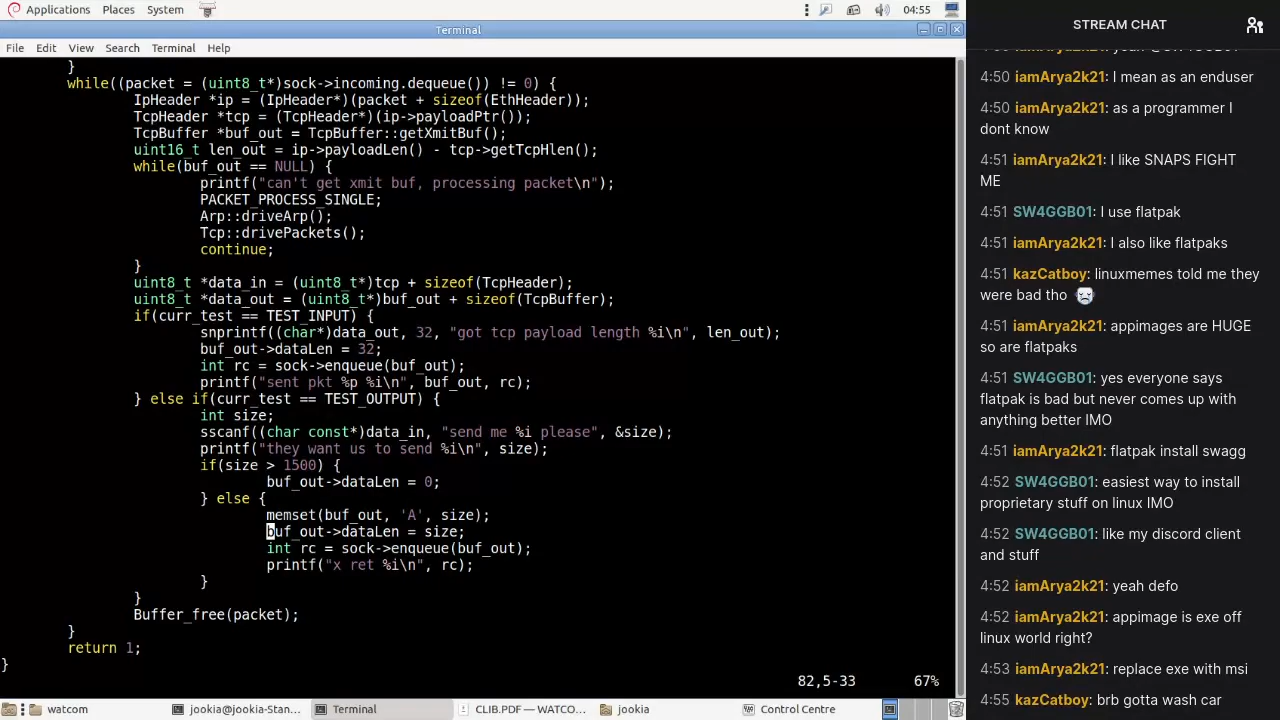 Applications Places System 04:55
Terminal
File Edit View Search Terminal Help
}
while((packet = (uint8_t*)sock->incoming.dequeue()) != 0) {
IpHeader *ip = (IpHeader*)(packet + sizeof(EthHeader));
TcpHeader *tcp = (TcpHeader*)(ip->payloadPtr());
TcpBuffer *buf_out = TcpBuffer::getXmitBuf();
uint16_t len_out = ip->payloadLen() - tcp->getTcpHlen();
while(buf_out == NULL) {
printf("can't get xmit buf, processing packet\n");
PACKET_PROCESS_SINGLE;
Arp::driveArp();
Tcp::drivePackets();
continue;
}
uint8_t *data_in = (uint8_t*)tcp + sizeof(TcpHeader);
uint8_t *data_out = (uint8_t*)buf_out + sizeof(TcpBuffer);
if(curr_test == TEST_INPUT) {
snprintf((char*)data_out, 32, "got tcp payload length %i\n", len_out);
buf_out->dataLen = 32;
int rc = sock->enqueue(buf_out);
printf("sent pkt %p %i\n", buf_out, rc);
} else if(curr_test == TEST_OUTPUT) {
int size;
sscanf((char const*)data_in, "send me %i please", &size);
printf("they want us to send %i\n", size);
if(size > 1500) {
buf_out->dataLen = 0;
} else {
memset(buf_out, 'A', size);
buf_out->dataLen = size;
int rc = sock->enqueue(buf_out);
printf("x ret %i\n", rc);
}
}
Buffer_free(packet);
}
return 1;
}
82,5-33 67%
watcom jookia@jookia-Stan... Terminal CLIB.PDF — WATCO... jookia Control Centre
STREAM CHAT
4:50 iamArya2k21: I mean as an enduser
4:50 iamArya2k21: as a programmer I
dont know
4:51 iamArya2k21: I like SNAPS FIGHT
ME
4:51 SW4GGB01: I use flatpak
4:51 iamArya2k21: I also like flatpaks
4:51 kazCatboy: linuxmemes told me they
were bad tho
4:51 iamArya2k21: appimages are HUGE
so are flatpaks
4:51 SW4GGB01: yes everyone says
flatpak is bad but never comes up with
anything better IMO
4:51 iamArya2k21: flatpak install swagg
4:52 SW4GGB01: easiest way to install
proprietary stuff on linux IMO
4:52 SW4GGB01: like my discord client
and stuff
4:52 iamArya2k21: yeah defo
4:52 iamArya2k21: appimage is exe off
linux world right?
4:53 iamArya2k21: replace exe with msi
4:55 kazCatboy: brb gotta wash car